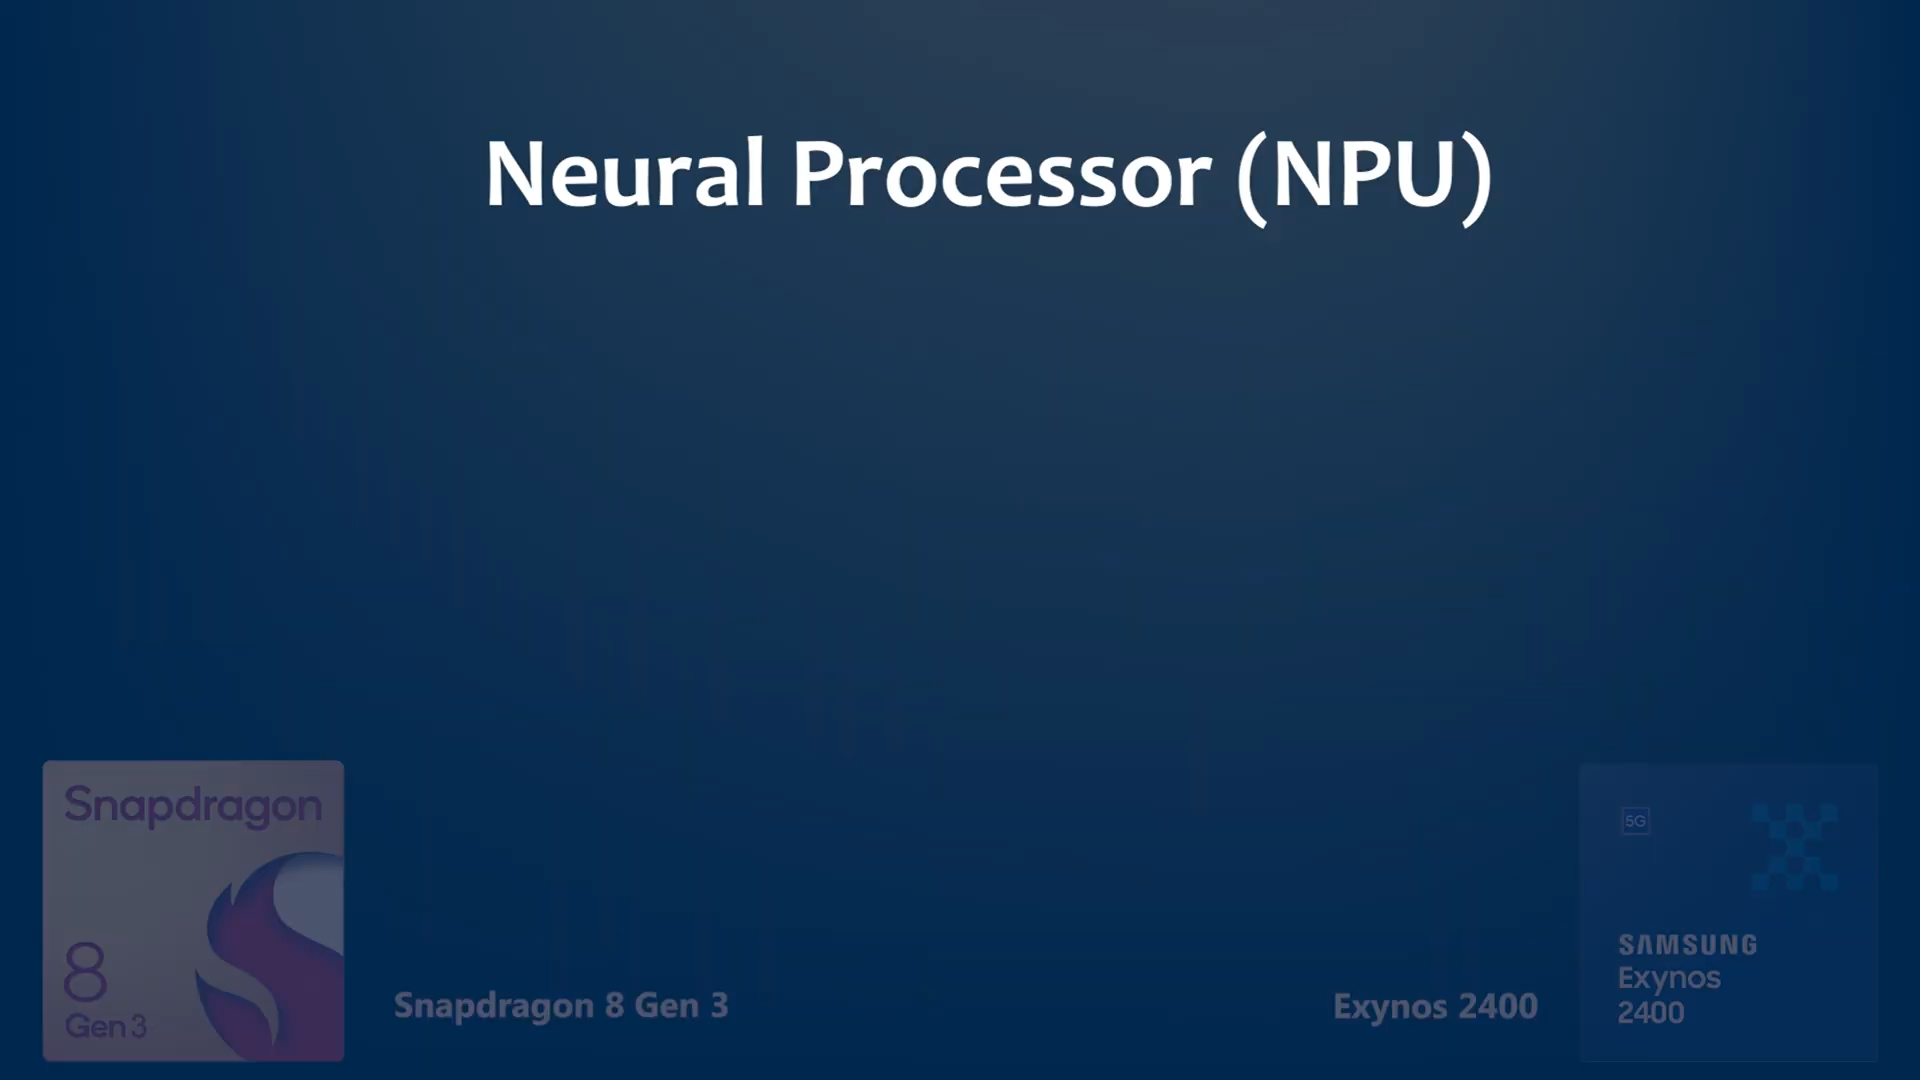 Neural Processor (NPU)
Snapdragon
8
Gen 3
Snapdragon 8 Gen 3
Exynos 2400
5G
SAMSUNG
Exynos
2400